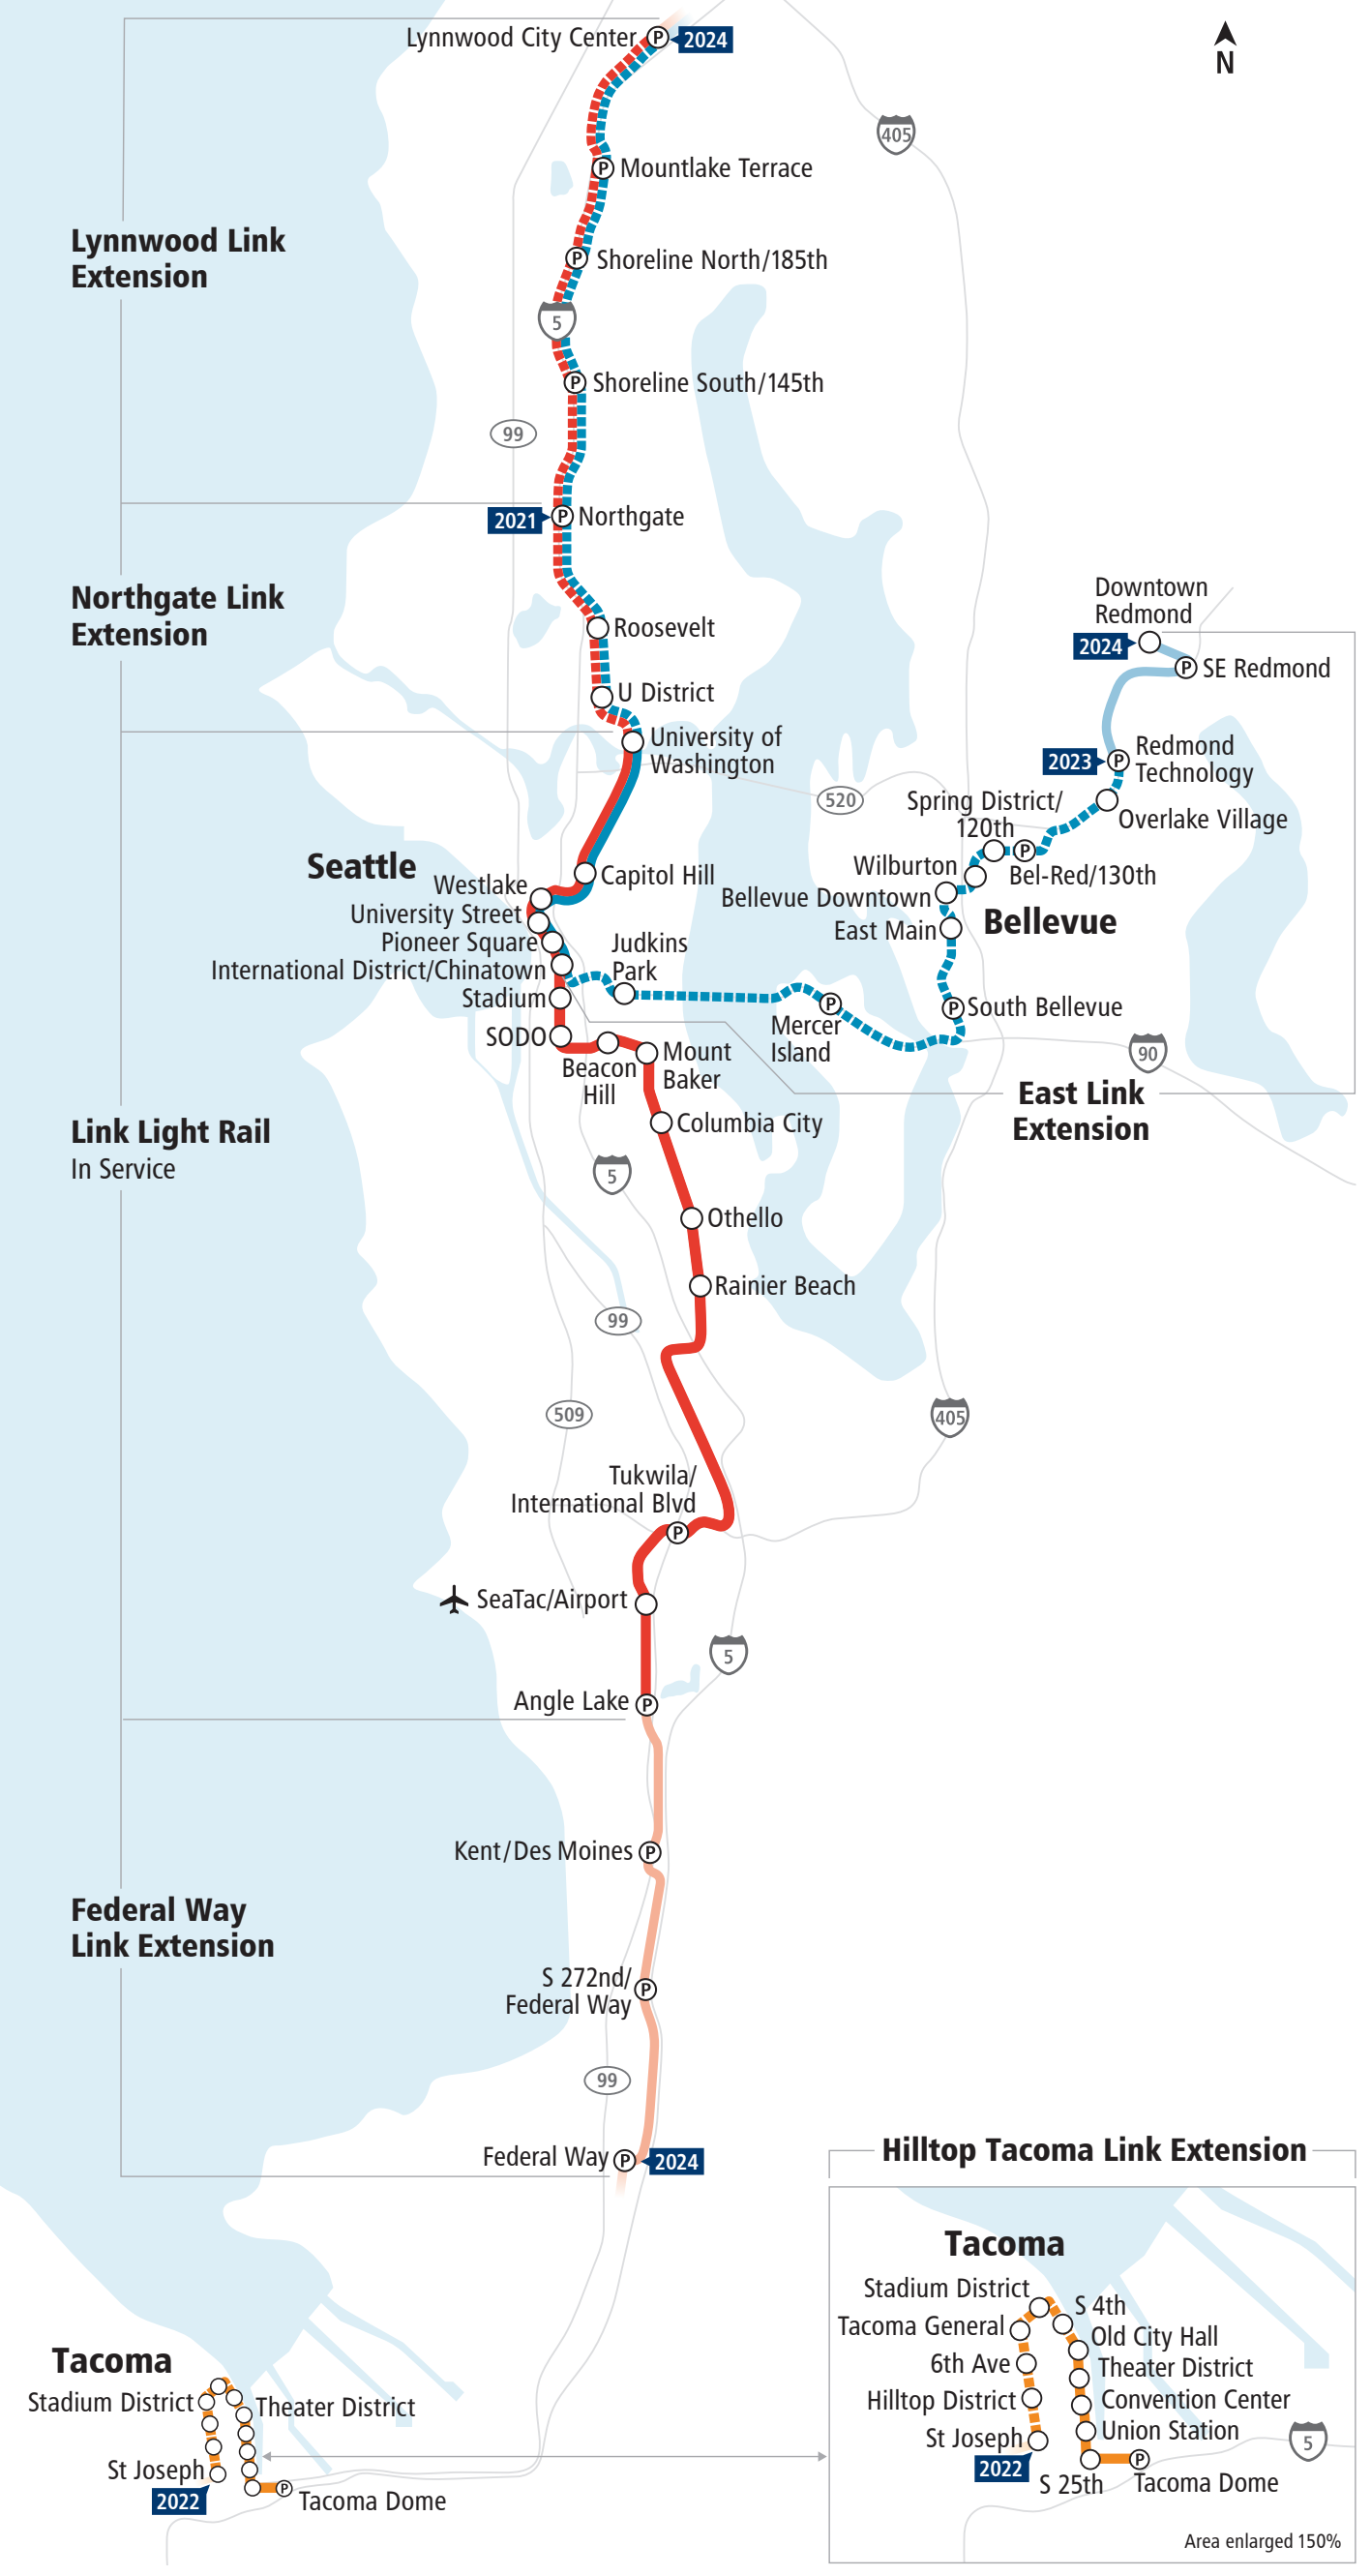 Lynnwood City Center
P
2024
N
405
P
Mountlake Terrace
Lynnwood Link
Extension
P
Shoreline North/185th
5
P
Shoreline South/145th
99
2021
P
Northgate
Northgate Link
Extension
Roosevelt
U District
University of
Washington
520
Downtown
Redmond
2024
P
SE Redmond
2023
P
Redmond
Technology
Spring District/
120th
Overlake Village
P
Bel-Red/130th
Wilburton
Bellevue Downtown
East Main
Bellevue
P
South Bellevue
Seattle
Capitol Hill
Westlake
University Street
Pioneer Square
International District/Chinatown
Stadium
SODO
Judkins
Park
P
Mercer
Island
90
East Link
Extension
Beacon
Hill
Mount
Baker
Columbia City
Link Light Rail
In Service
5
Othello
Rainier Beach
99
509
405
Tukwila/
International Blvd
P
SeaTac/Airport
5
Angle Lake
P
Kent/Des Moines
P
Federal Way
Link Extension
S 272nd/
Federal Way
P
99
Federal Way
P
2024
Hilltop Tacoma Link Extension
Tacoma
Stadium District
S 4th
Tacoma General
Old City Hall
6th Ave
Theater District
Hilltop District
Convention Center
St Joseph
Union Station
2022
5
P
S 25th
Tacoma Dome
Area enlarged 150%
Tacoma
Stadium District
Theater District
St Joseph
2022
P
Tacoma Dome